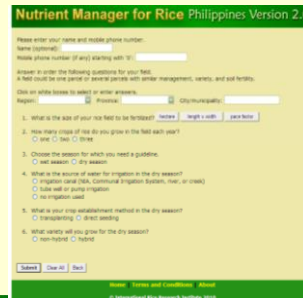 Nutrient Manager for Rice Philippines Version 2.
Please enter your name and mobile phone number.
Name (optional):
Mobile phone number (if any) starting with '0':
Answer in order the following questions for your field.
A field could be one parcel or several parcels with similar management, variety, and soil fertility.
Click on white boxes to select or enter answers.
Region: Province: City/municipality:
1. What is the size of your rice field to be fertilized? hectare length x width pace factor
2. How many crops of rice do you grow in the field each year?
one two three
3. Choose the season for which you need a guideline.
wet season dry season
4. What is the source of water for irrigation in the dry season?
irrigation canal (NIA, Communal Irrigation System, river, or creek)
tube well or pump irrigation
no irrigation used
5. What is your crop establishment method in the dry season?
transplanting direct seeding
6. What variety will you grow for the dry season?
non-hybrid hybrid
Submit Clear All Back
Home | Terms and Conditions | About
© International Rice Research Institute 2010